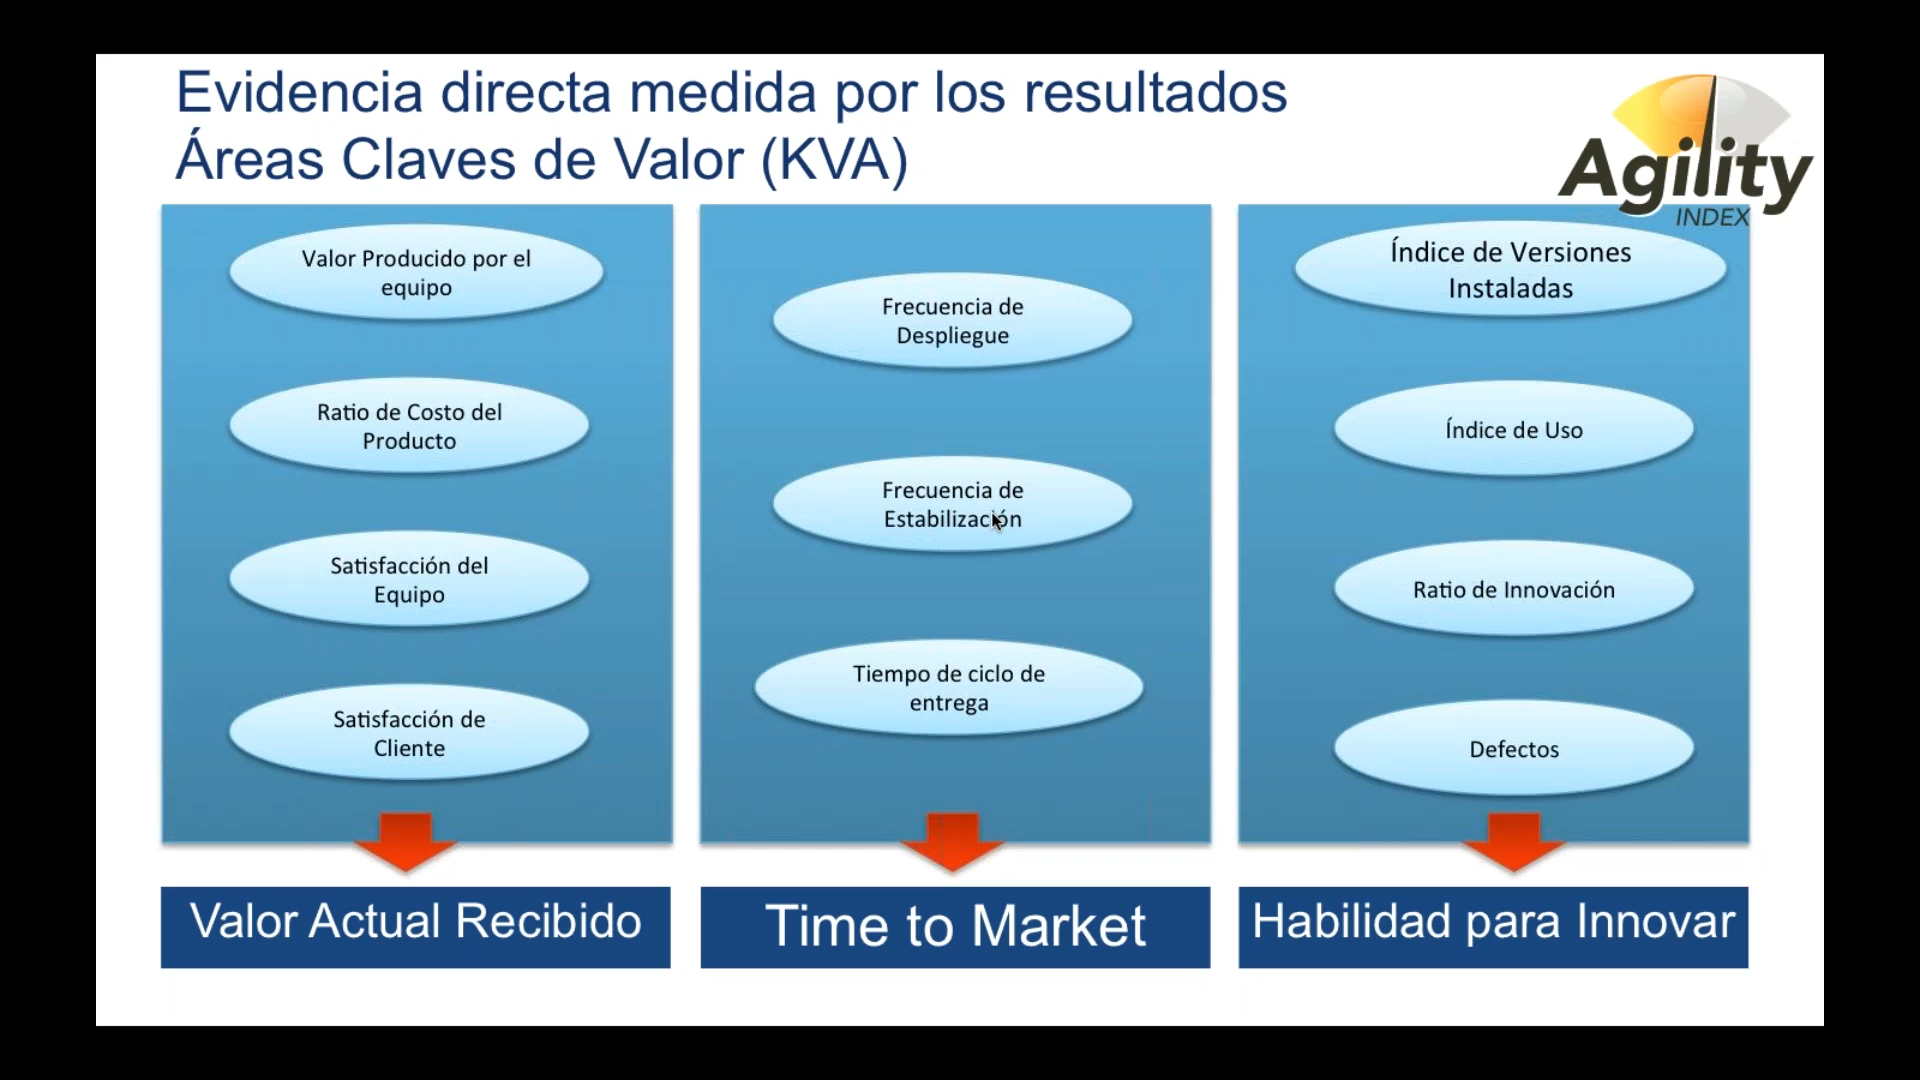 Evidencia directa medida por los resultados
Áreas Claves de Valor (KVA)
Agility
INDEX
Valor Producido por el
equipo
Ratio de Costo del
Producto
Satisfacción del
Equipo
Satisfacción de
Cliente
Valor Actual Recibido
Frecuencia de
Despliegue
Frecuencia de
Estabilización
Tiempo de ciclo de
entrega
Time to Market
Índice de Versiones
Instaladas
Índice de Uso
Ratio de Innovación
Defectos
Habilidad para Innovar